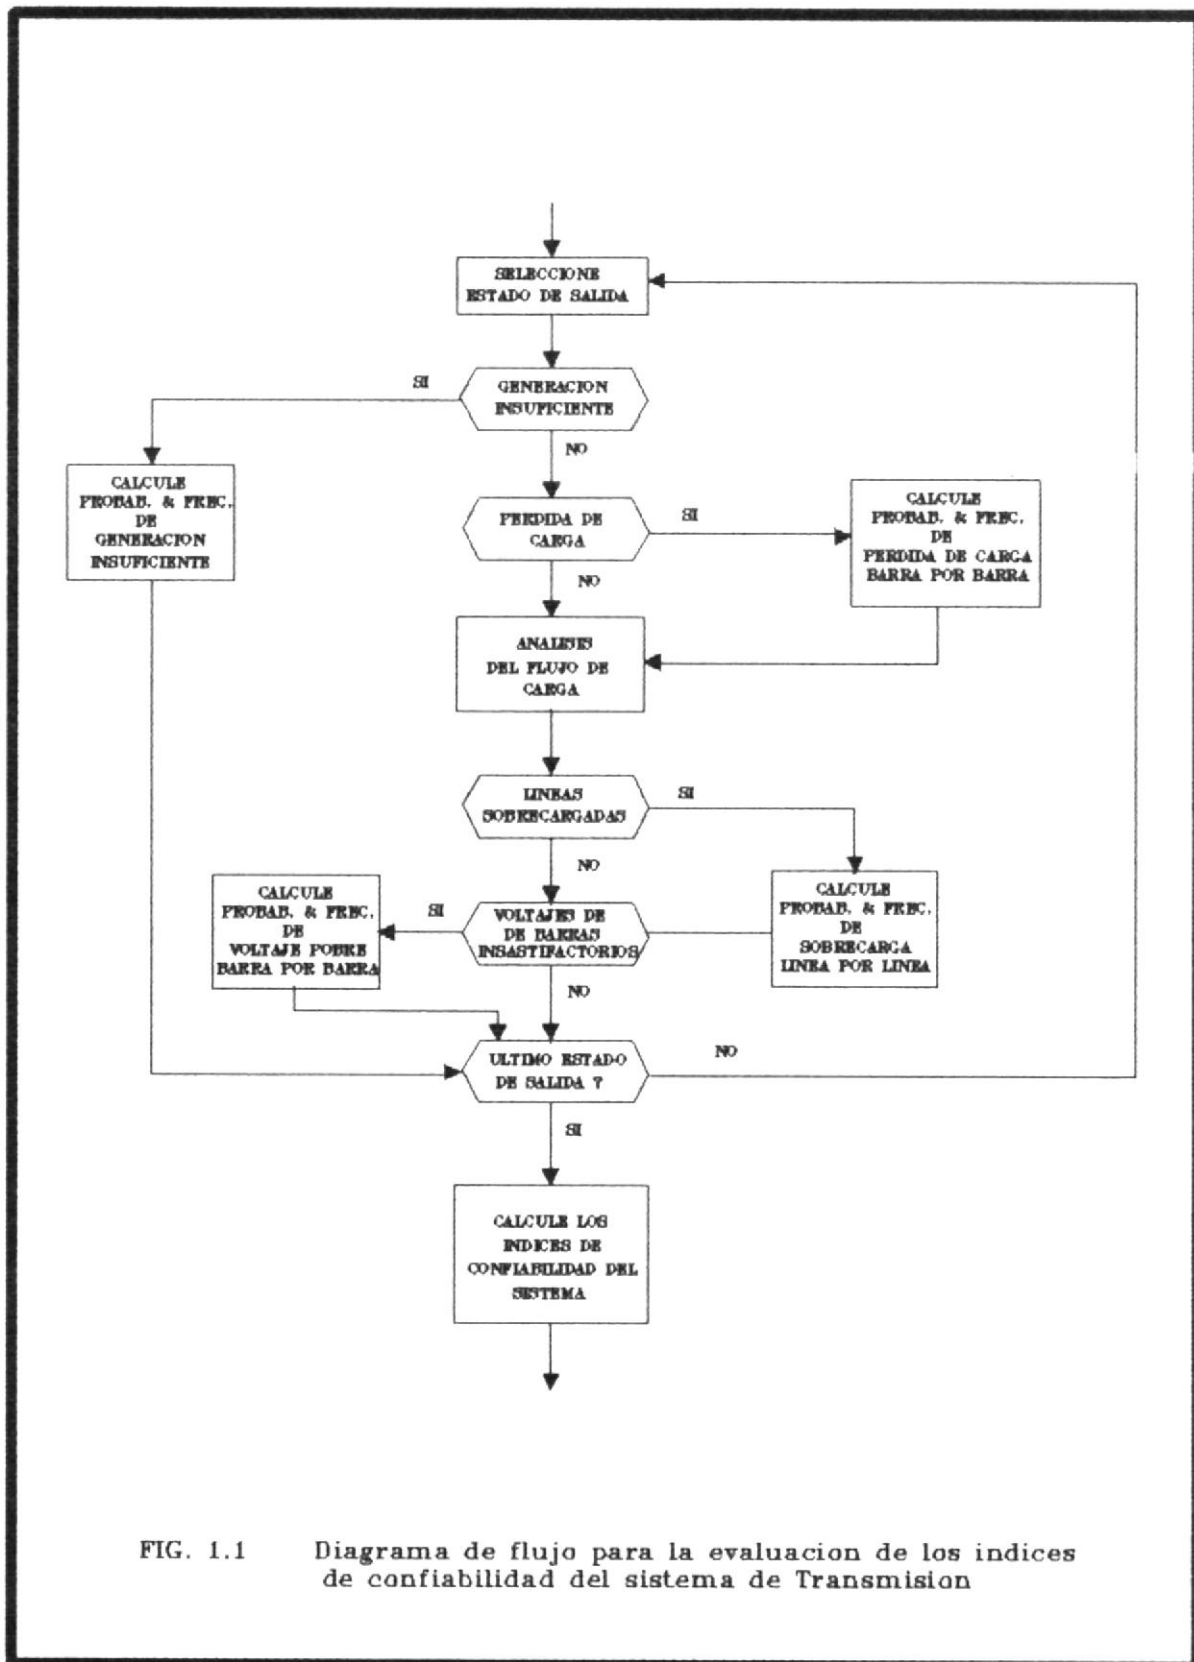 SELECCIONE
ESTADO DE SALIDA
SI
GENERACION
INSUFICIENTE
NO
CALCULE
PROBAB. & FREC.
DE
GENERACION
INSUFICIENTE
PERDIDA DE
CARGA
SI
CALCULE
PROBAB. & FREC.
DE
PERDIDA DE CARGA
BARRA POR BARRA
NO
ANALISES
DEL FLUJO DE
CARGA
LINEAS
SOBRECARGADAS
SI
NO
CALCULE
PROBAB. & FREC.
DE
VOLTAJE POBRE
BARRA POR BARRA
SI
VOLTAJES DE
DE BARRAS
INSASTIFACTORIOS
CALCULE
PROBAB. & FREC.
DE
SOBRECARGA
LINEA POR LINEA
NO
ULTIMO ESTADO
DE SALIDA ?
NO
SI
CALCULE LOS
INDICES DE
CONFIABILIDAD DEL
SISTEMA
FIG. 1.1 Diagrama de flujo para la evaluacion de los indices
de confiabilidad del sistema de Transmision